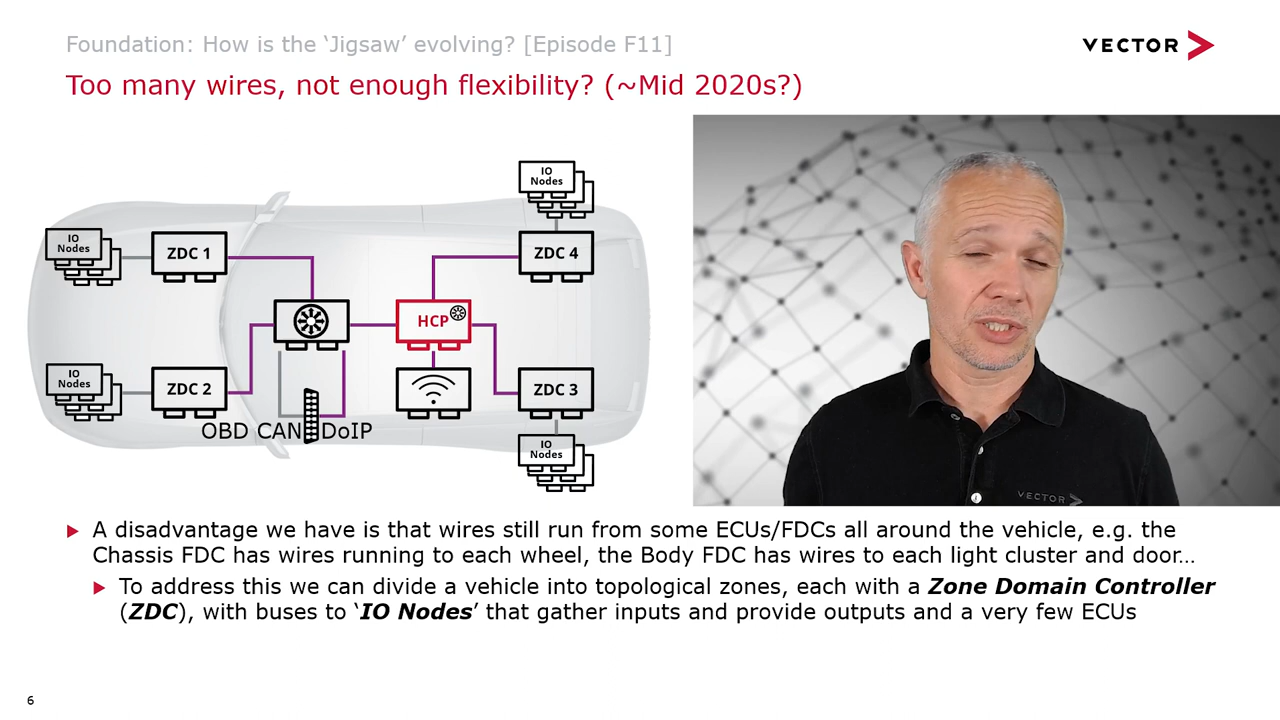 Foundation: How is the ‘Jigsaw’ evolving? [Episode F11]
VECTOR
Too many wires, not enough flexibility? (~Mid 2020s?)
IO
Nodes
ZDC 1
IO
Nodes
ZDC 4
HCP
IO
Nodes
ZDC 2
ZDC 3
OBD CAN
DoIP
IO
Nodes
VECTOR
A disadvantage we have is that wires still run from some ECUs/FDCs all around the vehicle, e.g. the
Chassis FDC has wires running to each wheel, the Body FDC has wires to each light cluster and door…
To address this we can divide a vehicle into topological zones, each with a Zone Domain Controller
(ZDC), with buses to ‘IO Nodes’ that gather inputs and provide outputs and a very few ECUs
6